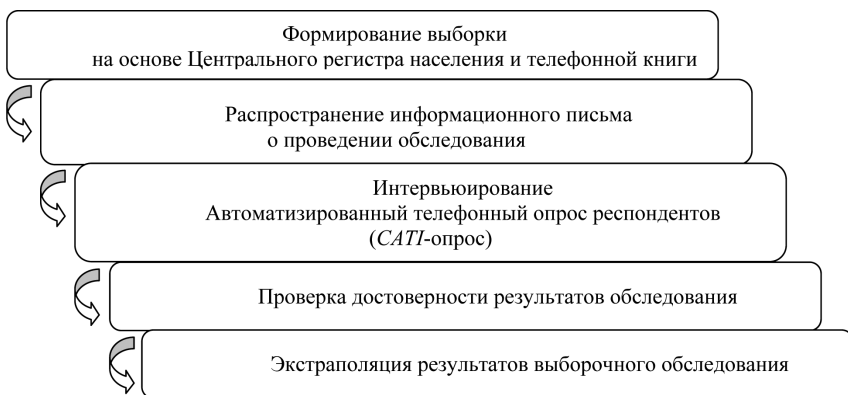 Формирование выборки
на основе Центрального регистра населения и телефонной книги
Распространение информационного письма
о проведении обследования
Интервьюирование
Автоматизированный телефонный опрос респондентов
(CATI-опрос)
Проверка достоверности результатов обследования
Экстраполяция результатов выборочного обследования